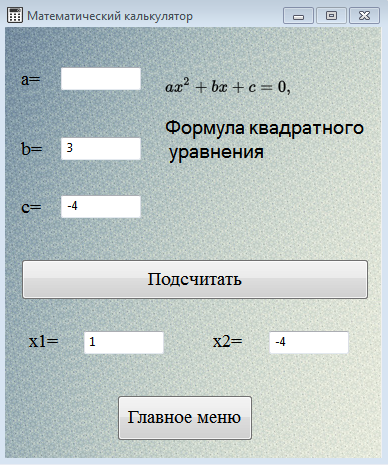 Математический калькулятор
a=
ax² + bx + c = 0,
Формула квадратного
уравнения
b= 3
c= -4
Подсчитать
x1= 1 x2= -4
Главное меню